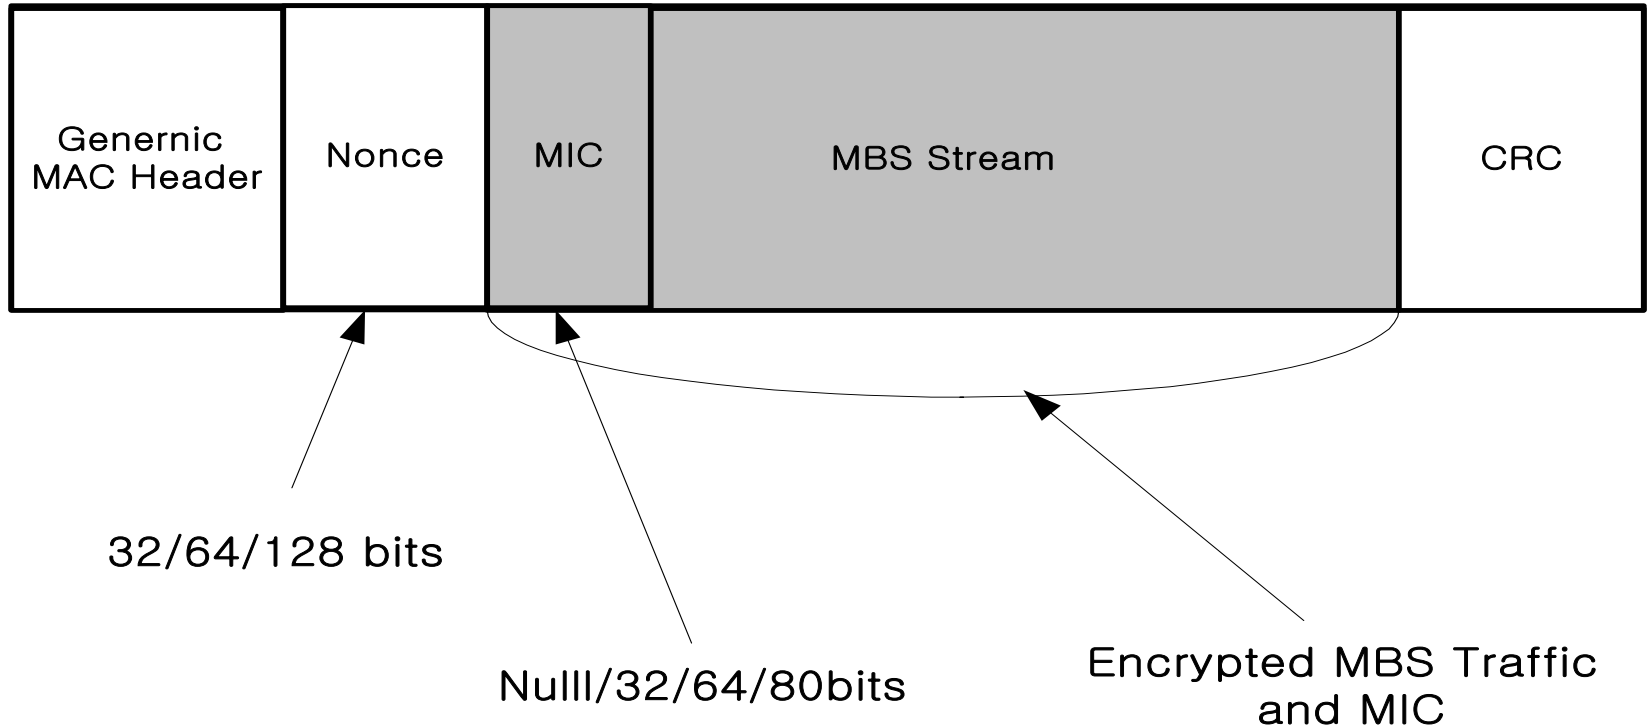 Genernic
MAC Header
Nonce
MIC
MBS Stream
CRC
32/64/128 bits
Nulll/32/64/80bits
Encrypted MBS Traffic
and MIC